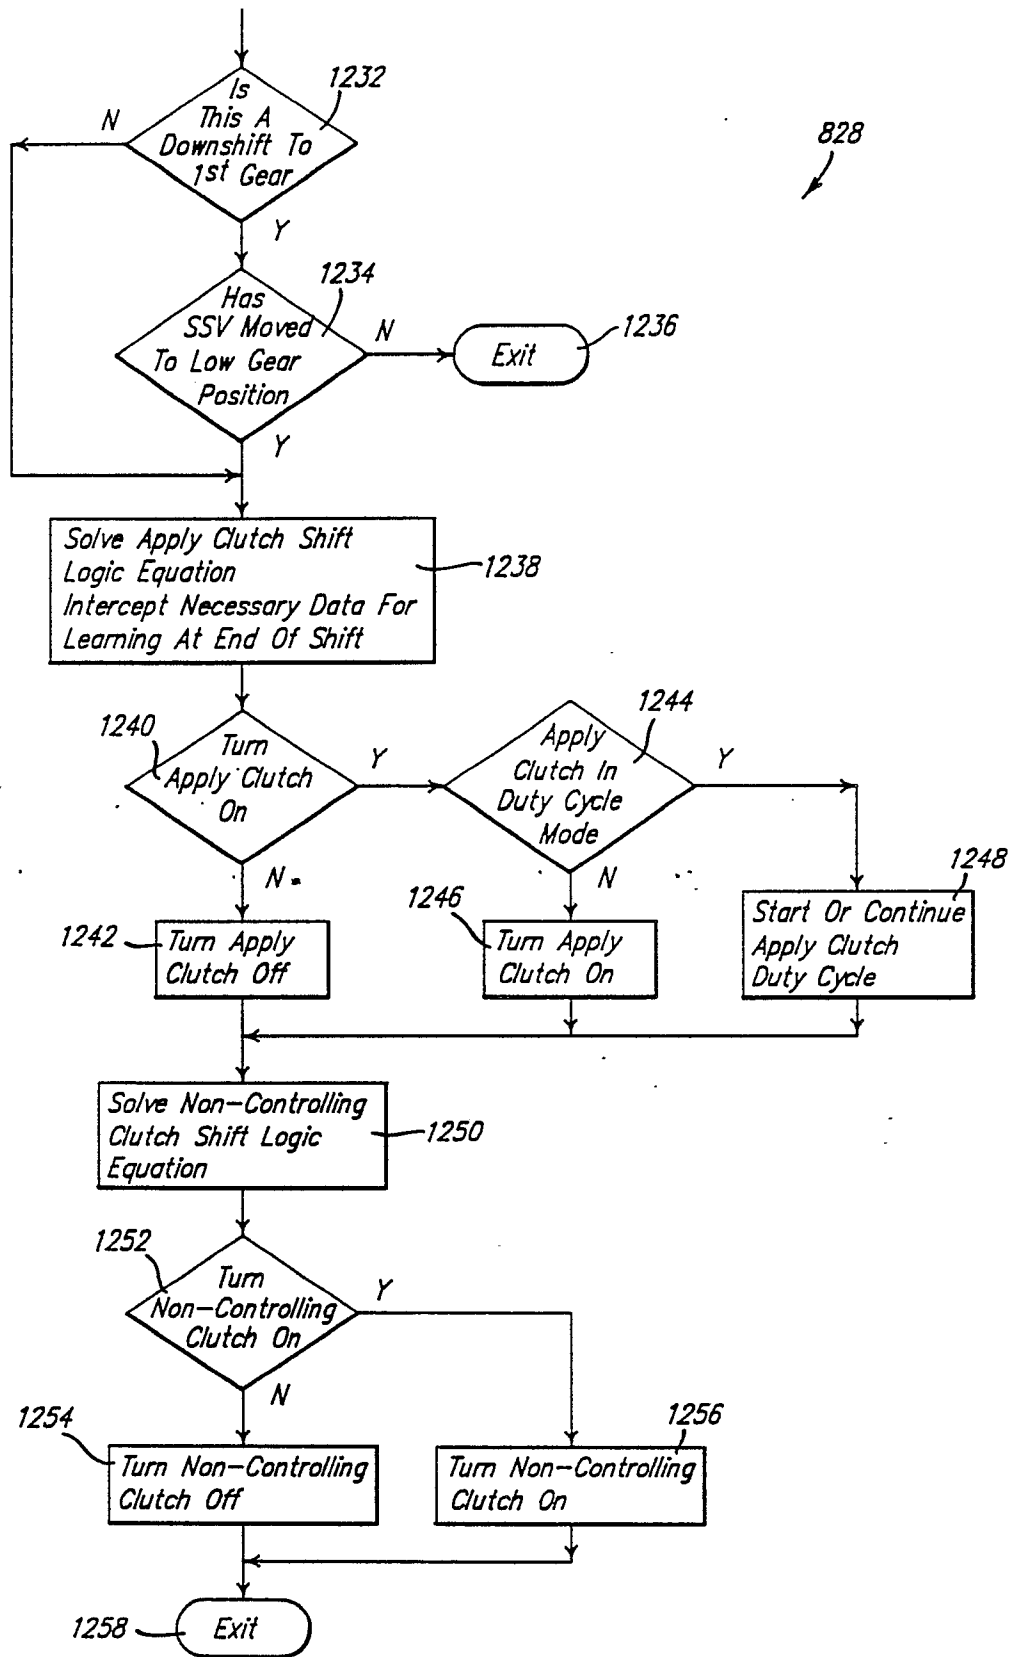 1232
Is
This A
Downshift To
1st Gear
N
Y
828
1234
Has
SSV Moved
To Low Gear
Position
N
Y
1236
Exit
Solve Apply Clutch Shift
Logic Equation
Intercept Necessary Data For
Learning At End Of Shift
1238
1240
Turn
Apply Clutch
On
Y
N
1244
Apply
Clutch In
Duty Cycle
Mode
Y
N
1242
Turn Apply
Clutch Off
1246
Turn Apply
Clutch On
1248
Start Or Continue
Apply Clutch
Duty Cycle
Solve Non-Controlling
Clutch Shift Logic
Equation
1250
1252
Turn
Non-Controlling
Clutch On
Y
N
1254
Turn Non-Controlling
Clutch Off
1256
Turn Non-Controlling
Clutch On
1258
Exit